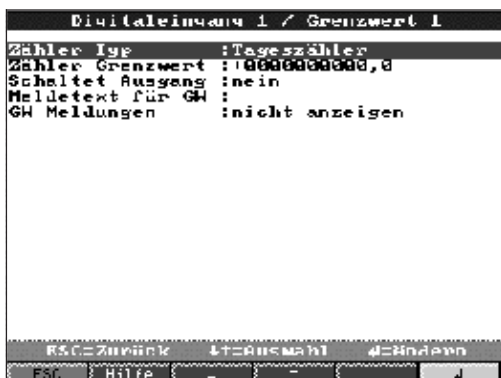 Digitaleingang 1 / Grenzwert 1
Zähler Typ :Tageszähler
Zähler Grenzwert :+0000000000,0
Schaltet Ausgang :nein
Meldetext für GW :
GW Meldungen :nicht anzeigen
ESC=Zurück ↓↑=Auswahl ↲=Ändern
ESC Hilfe ↲